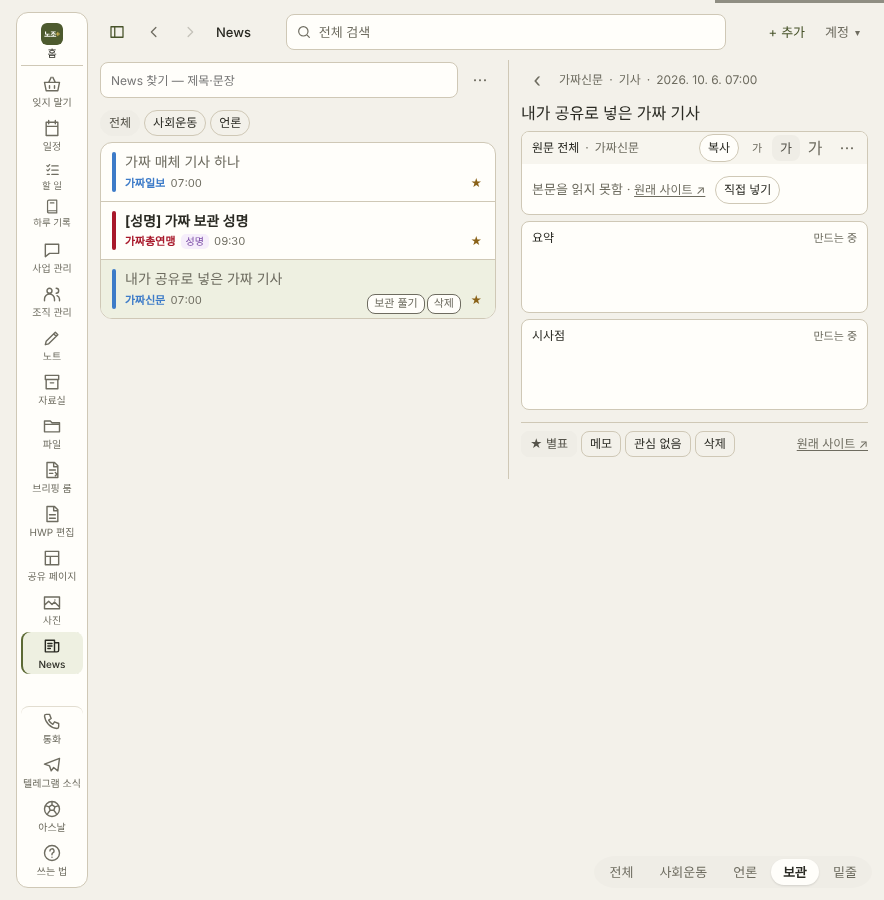 노조+
홈
잊지 말기
일정
할 일
하루 기록
사업 관리
조직 관리
노트
자료실
파일
브리핑 룸
HWP 편집
공유 페이지
사진
News
통화
텔레그램 소식
아스날
쓰는 법
News
전체 검색
+ 추가
계정 ▾
News 찾기 — 제목·문장
전체 사회운동 언론
가짜 매체 기사 하나
가짜일보 07:00 ★
[성명] 가짜 보관 성명
가짜총연맹 성명 09:30 ★
내가 공유로 넣은 가짜 기사
가짜신문 07:00 보관 풀기 삭제 ★
가짜신문 · 기사 · 2026. 10. 6. 07:00
내가 공유로 넣은 가짜 기사
원문 전체 · 가짜신문 복사 가 가 가
본문을 읽지 못함 · 원래 사이트 ↗ 직접 넣기
요약 만드는 중
시사점 만드는 중
★ 별표 메모 관심 없음 삭제 원래 사이트 ↗
전체 사회운동 언론 보관 밑줄